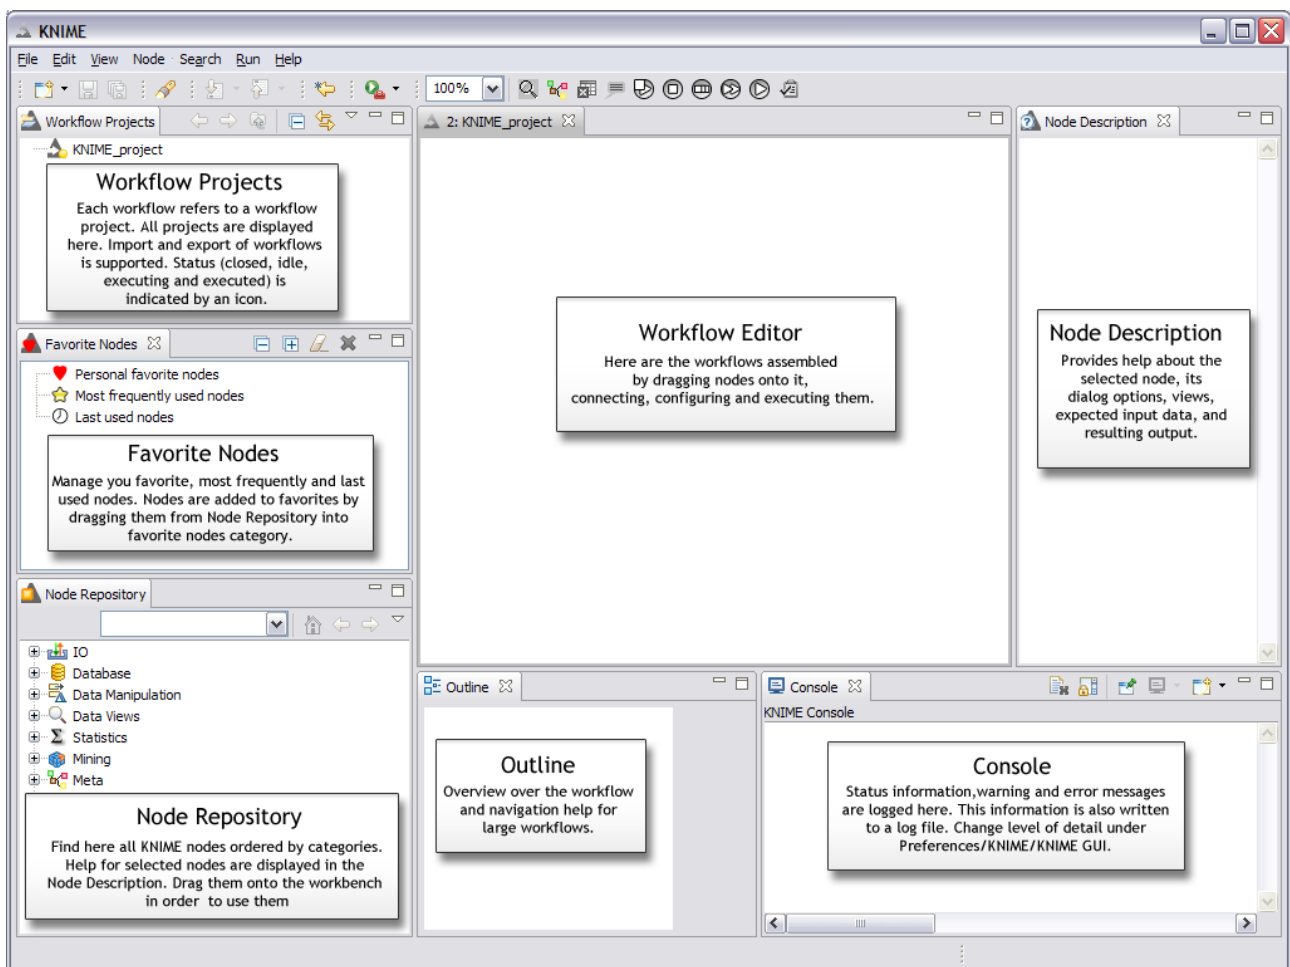 KNIME
File Edit View Node Search Run Help
100%
Workflow Projects
KNIME_project
Workflow Projects
Each workflow refers to a workflow
project. All projects are displayed
here. Import and export of workflows
is supported. Status (closed, idle,
executing and executed) is
indicated by an icon.
Favorite Nodes
Personal favorite nodes
Most frequently used nodes
Last used nodes
Favorite Nodes
Manage you favorite, most frequently and last
used nodes. Nodes are added to favorites by
dragging them from Node Repository into
favorite nodes category.
Node Repository
IO
Database
Data Manipulation
Data Views
Statistics
Mining
Meta
Node Repository
Find here all KNIME nodes ordered by categories.
Help for selected nodes are displayed in the
Node Description. Drag them onto the workbench
in order to use them
2: KNIME_project
Workflow Editor
Here are the workflows assembled
by dragging nodes onto it,
connecting, configuring and executing them.
Node Description
Node Description
Provides help about the
selected node, its
dialog options, views,
expected input data, and
resulting output.
Outline
Outline
Overview over the workflow
and navigation help for
large workflows.
Console
KNIME Console
Console
Status information,warning and error messages
are logged here. This information is also written
to a log file. Change level of detail under
Preferences/KNIME/KNIME GUI.